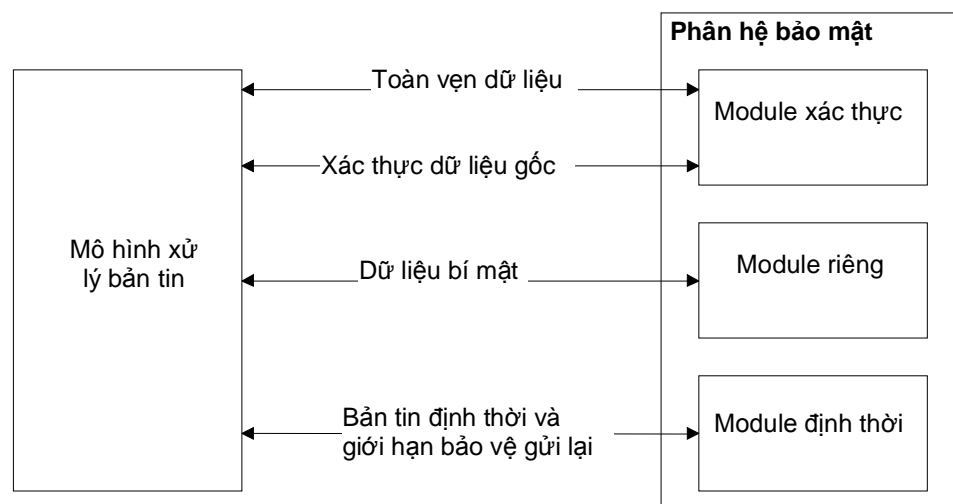 Phân hệ bảo mật
Toàn vẹn dữ liệu
Module xác thực
Xác thực dữ liệu gốc
Mô hình xử
lý bản tin
Dữ liệu bí mật
Module riêng
Bản tin định thời và
giới hạn bảo vệ gửi lại
Module định thời